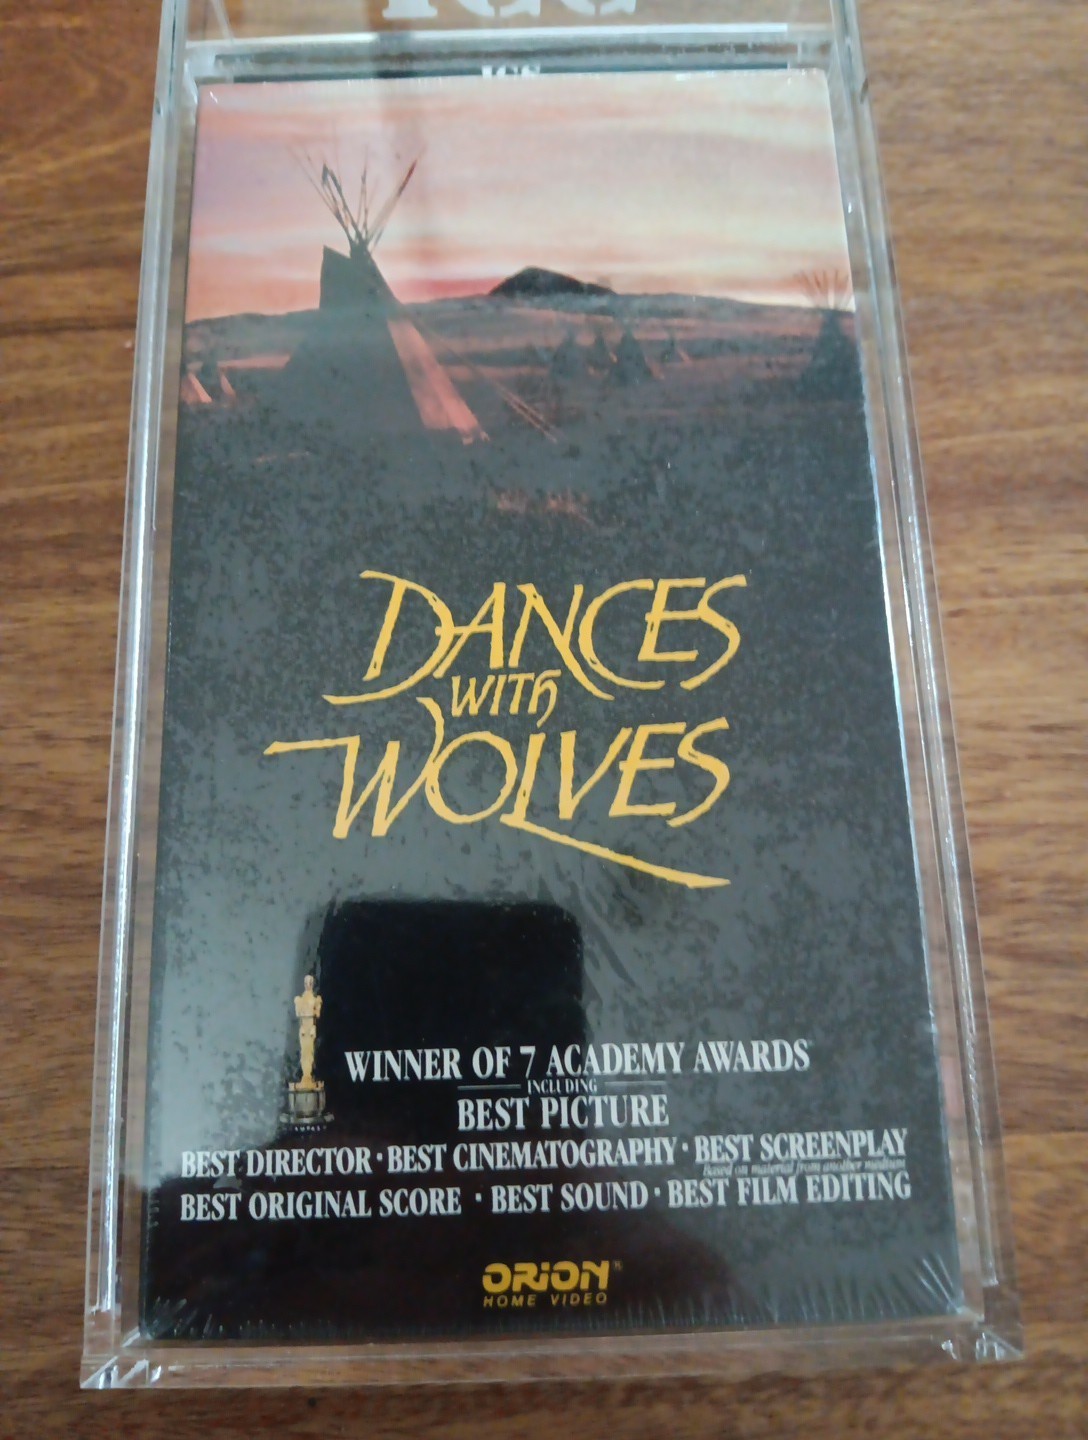 IGS
DANCES
WITH
WOLVES
WINNER OF 7 ACADEMY AWARDS
INCLUDING
BEST PICTURE
BEST DIRECTOR · BEST CINEMATOGRAPHY · BEST SCREENPLAY
Based on material from another medium
BEST ORIGINAL SCORE · BEST SOUND · BEST FILM EDITING
ORION
HOME VIDEO